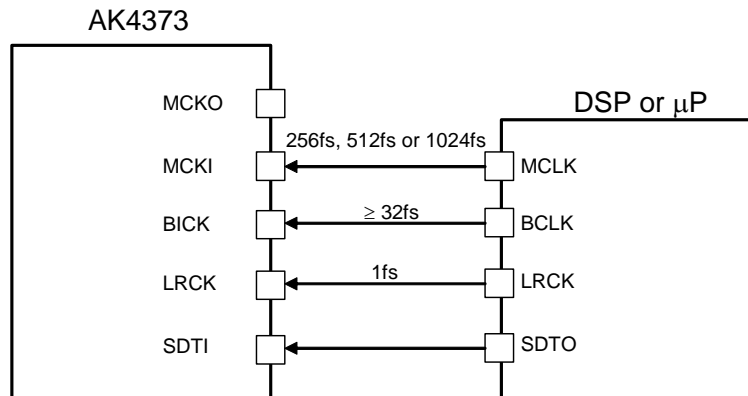 AK4373
DSP or μP
MCKO
256fs, 512fs or 1024fs
MCKI
MCLK
≥ 32fs
BICK
BCLK
1fs
LRCK
LRCK
SDTI
SDTO